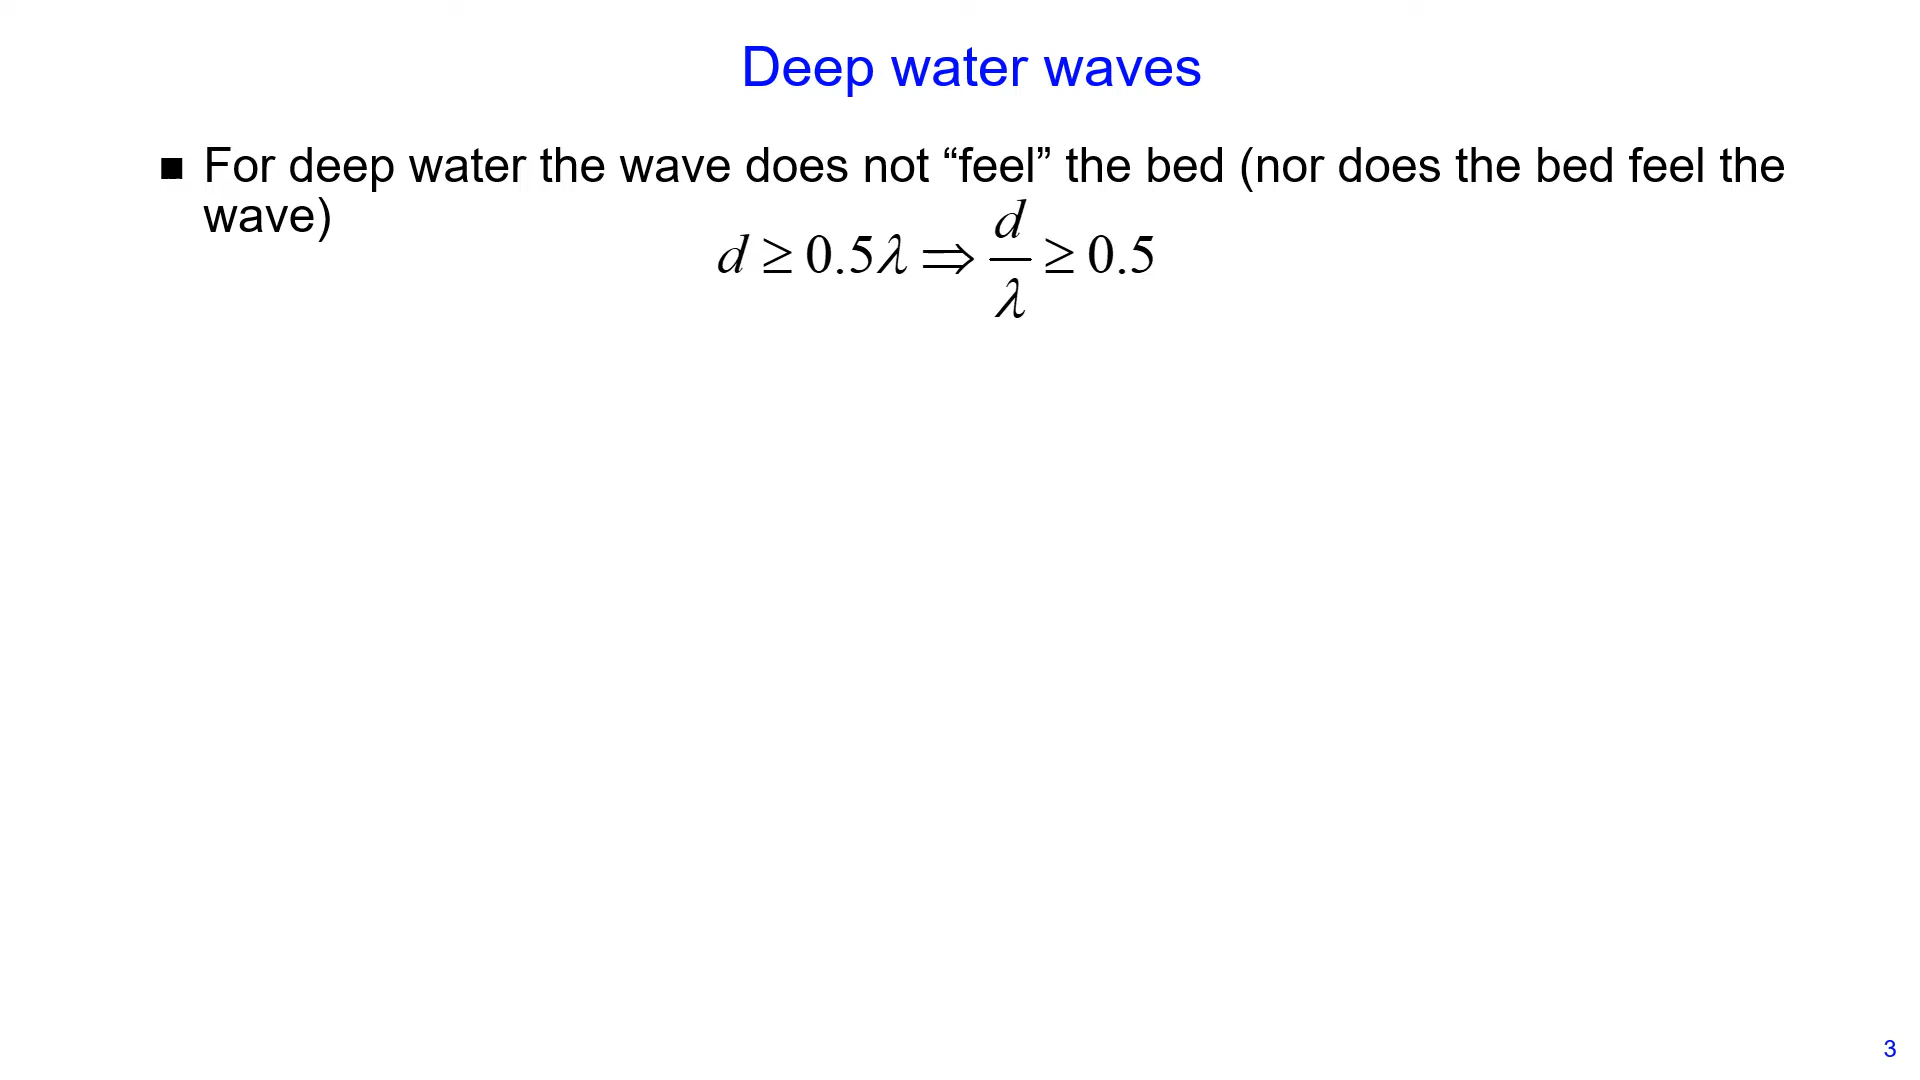 Deep water waves
■ For deep water the wave does not “feel” the bed (nor does the bed feel the
wave)
d ≥ 0.5λ ⇒ d/λ ≥ 0.5
3